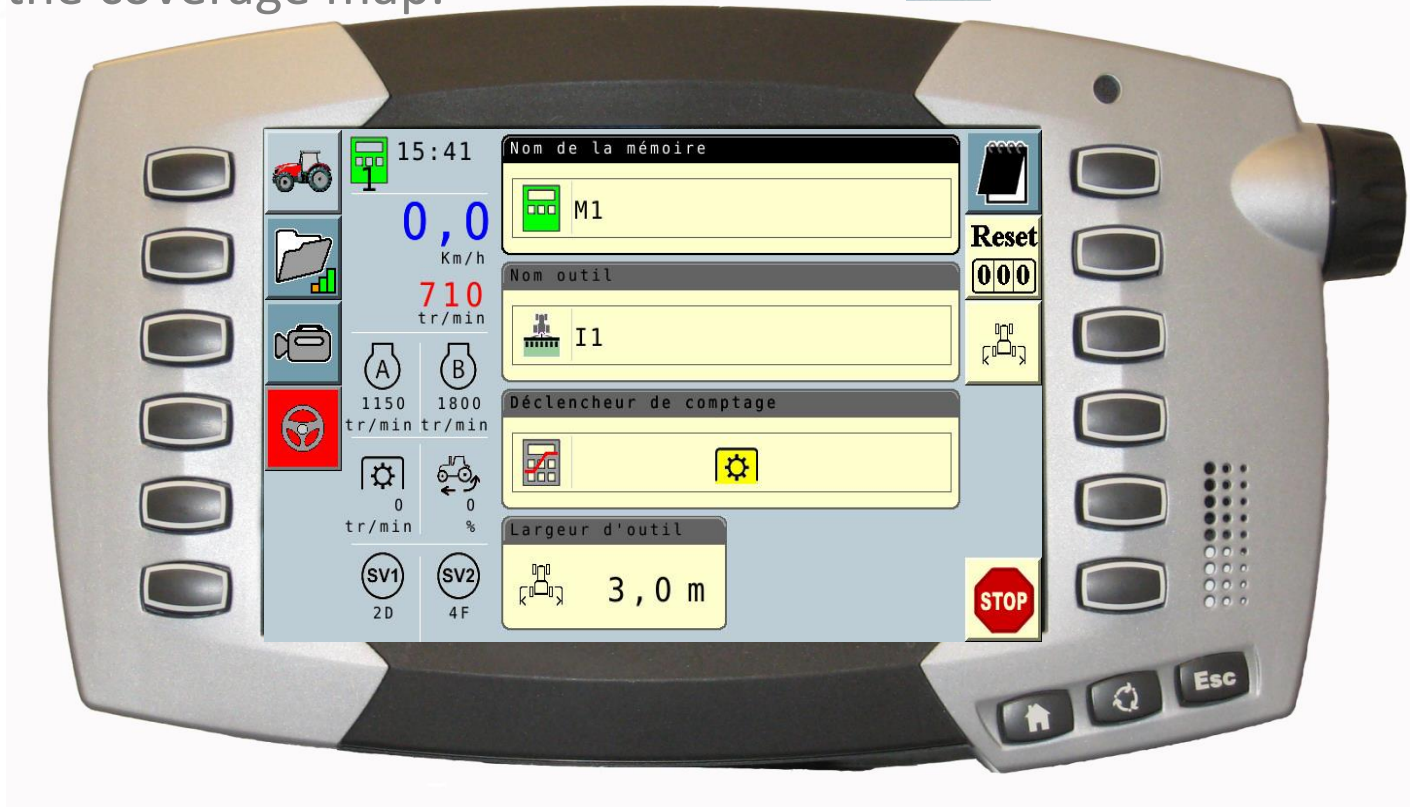 the coverage map.
15:41
1
0,0
Km/h
710
tr/min
A
B
1150
1800
tr/min
tr/min
0
0
tr/min
%
SV1
SV2
2D
4F
Nom de la mémoire
M1
Nom outil
I1
Déclencheur de comptage
Largeur d'outil
3,0 m
Reset
000
STOP
Esc